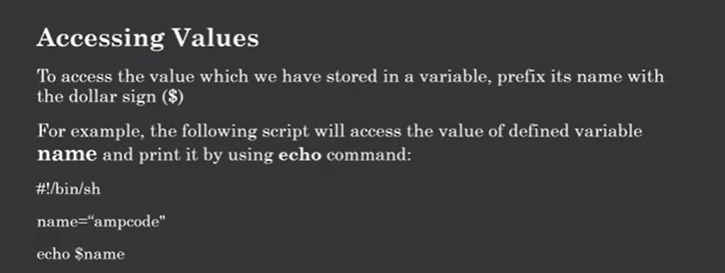 Accessing Values
To access the value which we have stored in a variable, prefix its name with
the dollar sign ($)
For example, the following script will access the value of defined variable
name and print it by using echo command:
#!/bin/sh
name=“ampcode"
echo $name